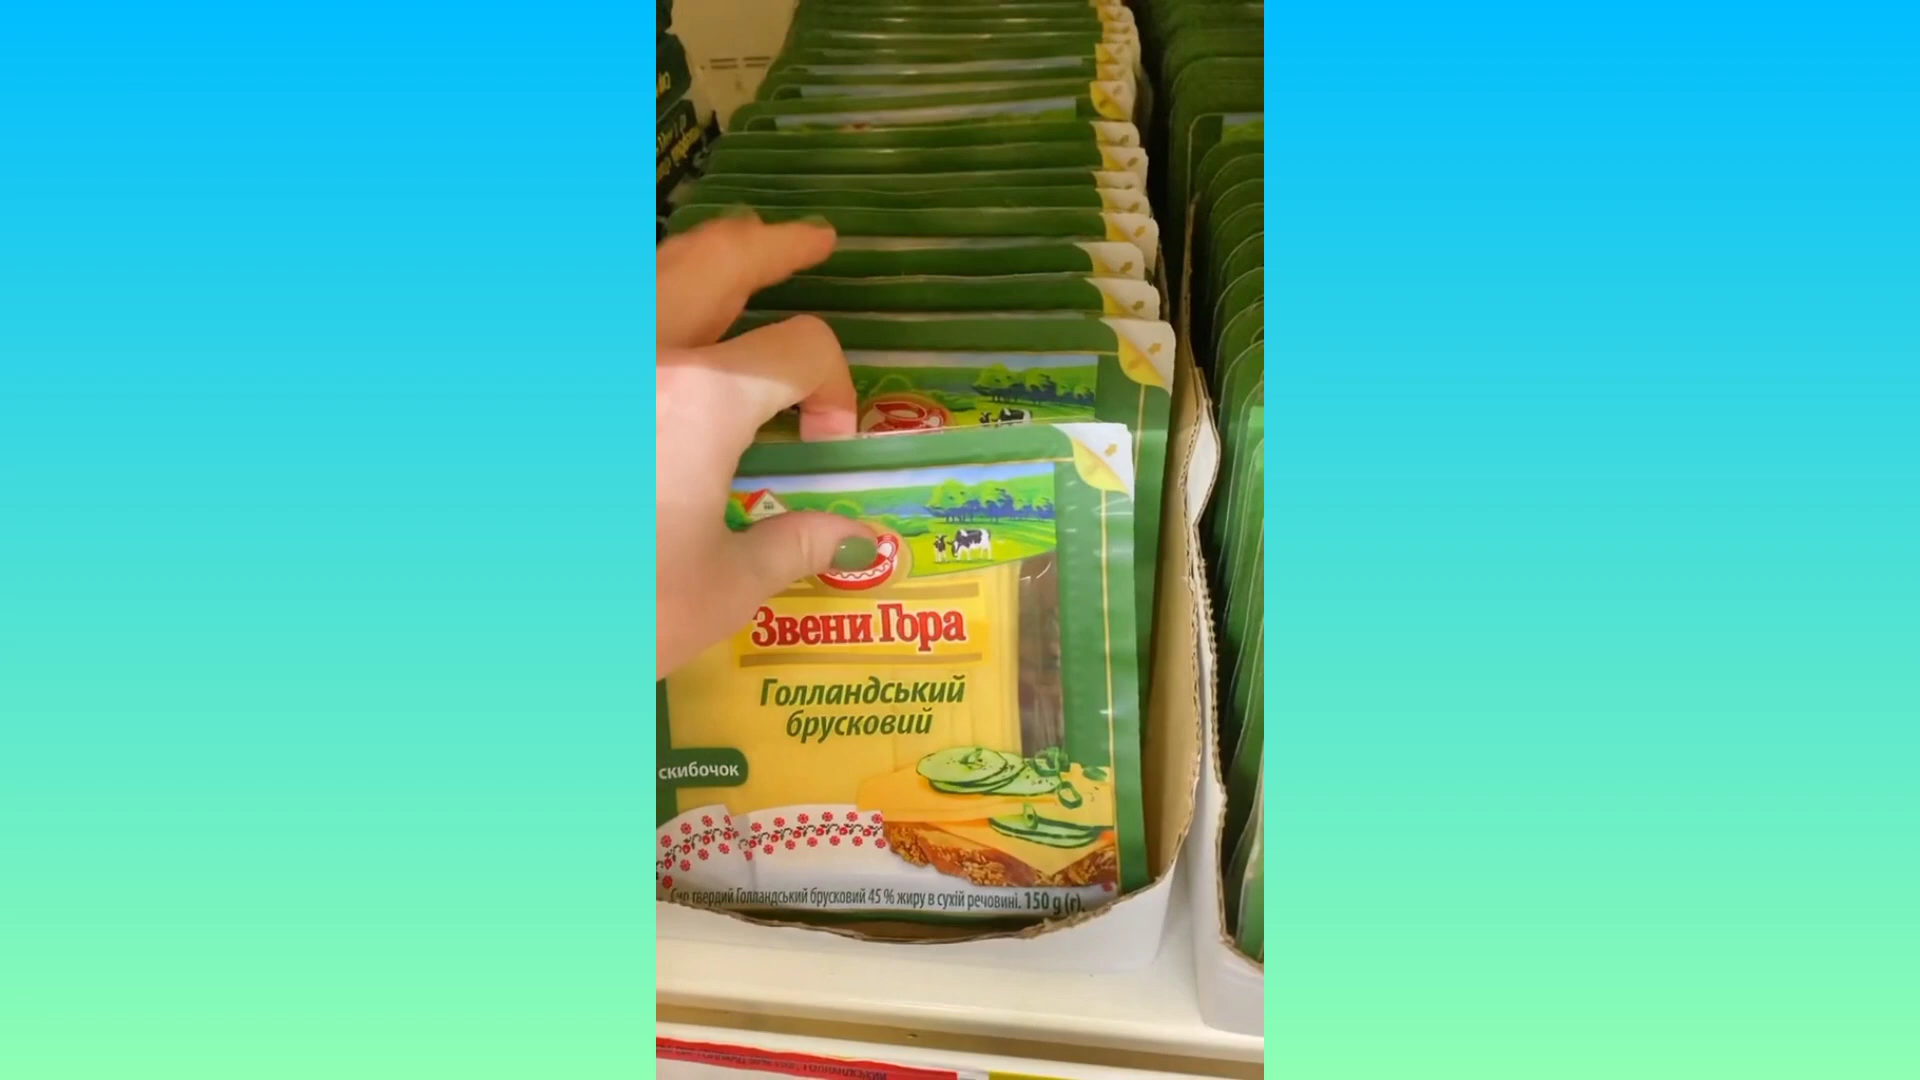 Звени Гора
Голландський
брусковий
скибочок
Сир твердий Голландський брусковий 45 % жиру в сухій речовині. 150 g (г).